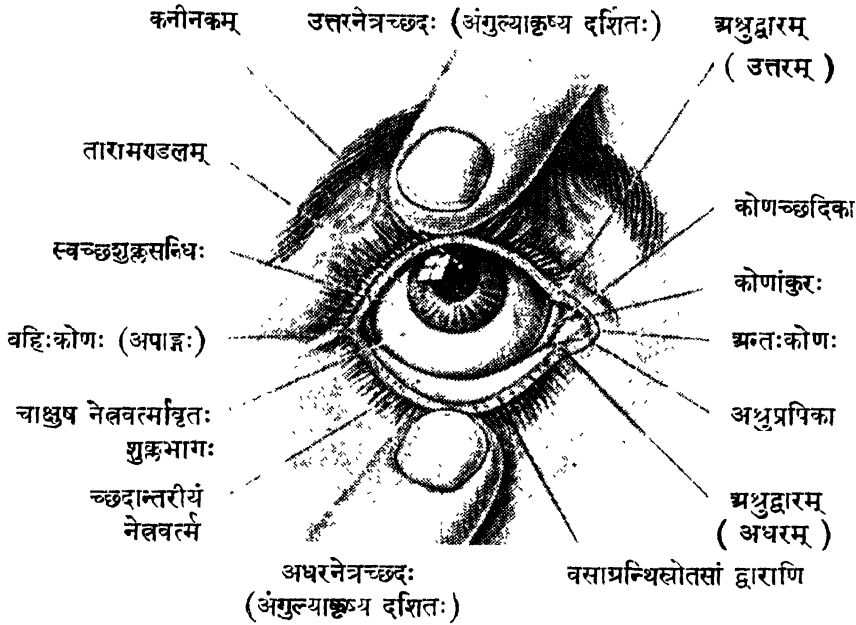 कनीनकम्
उत्तरनेत्रच्छदः (अंगुल्याकृष्य दर्शितः)
अश्रुद्वारम्
( उत्तरम् )
तारामण्डलम्
कोणच्छदिका
स्वच्छशुक्लसन्धिः
कोणांकुरः
बहिःकोणः (अपाङ्गः)
अन्तःकोणः
चाक्षुष नेत्रवर्त्मावृतः
शुक्लभागः
अश्रुप्रपिका
च्छदान्तरीयं
नेत्रवर्त्म
अश्रुद्वारम्
( अधरम् )
अधरनेत्रच्छदः
(अंगुल्याकृष्य दर्शितः)
वसाग्रन्थिस्रोतसां द्वाराणि